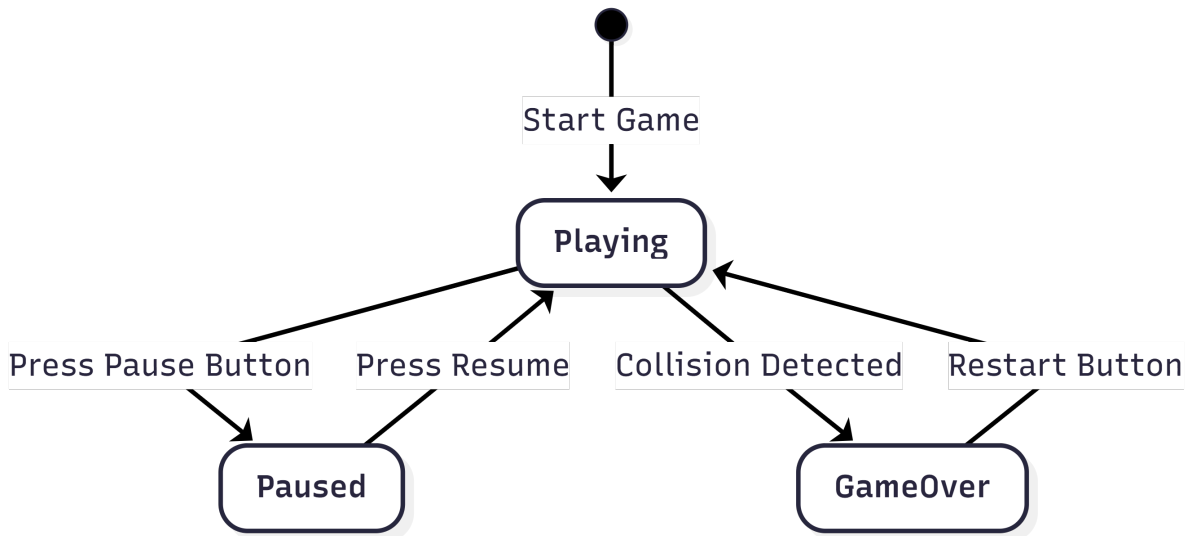 Start Game
Playing
Press Pause Button
Press Resume
Collision Detected
Restart Button
Paused
GameOver